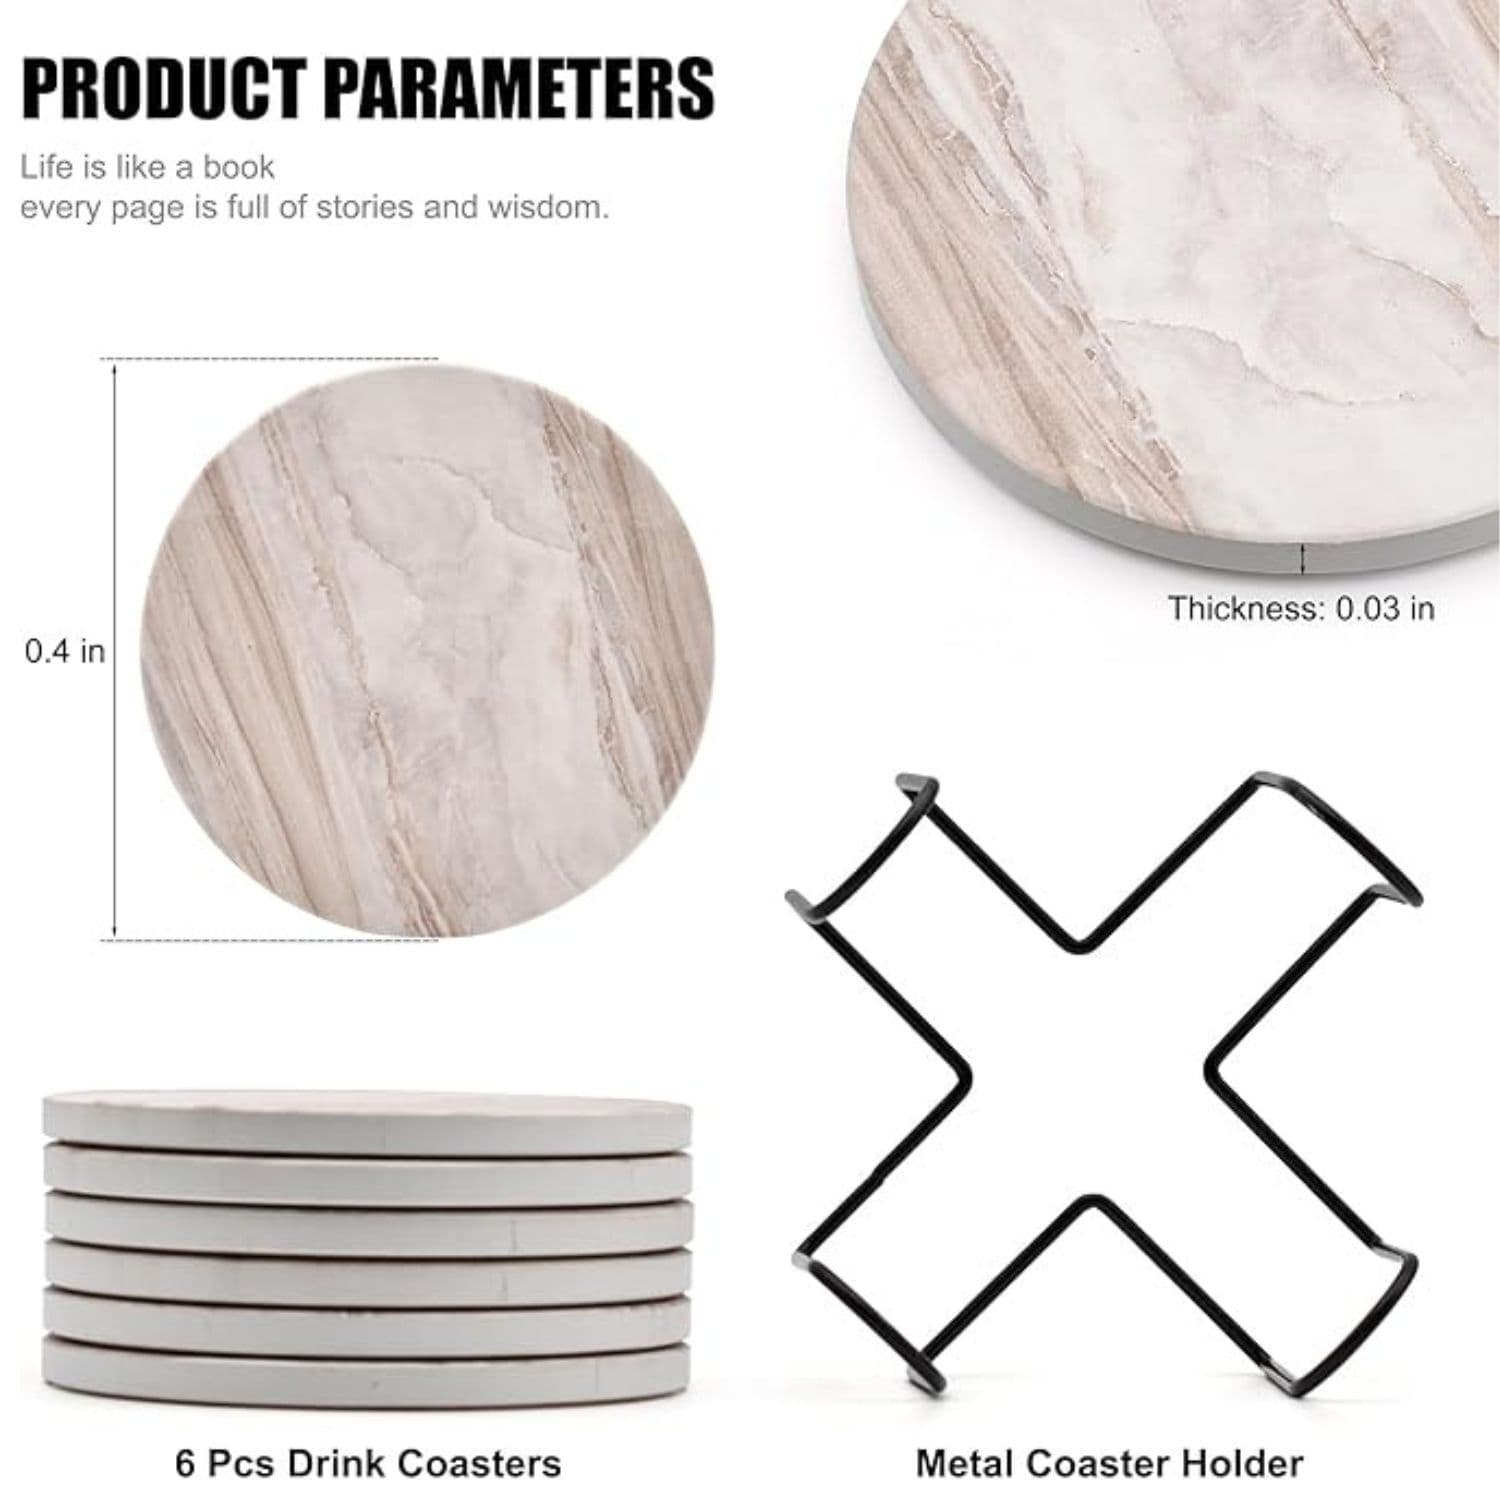 PRODUCT PARAMETERS
Life is like a book
every page is full of stories and wisdom.
0.4 in
Thickness: 0.03 in
6 Pcs Drink Coasters
Metal Coaster Holder